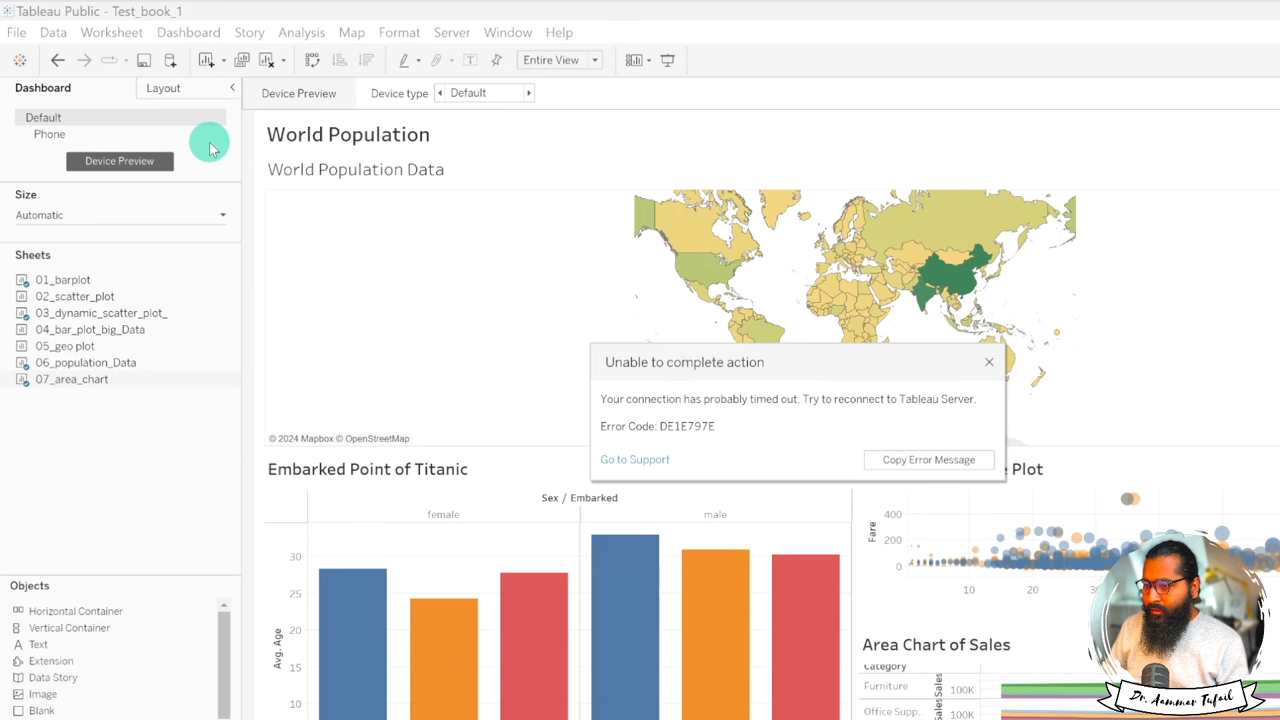 Tableau Public - Test_book_1
File Data Worksheet Dashboard Story Analysis Map Format Server Window Help
Entire View
Dashboard Layout
Device Preview Device type Default
Default
Phone
Device Preview
Size
Automatic
Sheets
01_barplot
02_scatter_plot
03_dynamic_scatter_plot_
04_bar_plot_big_Data
05_geo plot
06_population_Data
07_area_chart
Objects
Horizontal Container
Vertical Container
Text
Extension
Data Story
Image
Blank
World Population
World Population Data
© 2024 Mapbox © OpenStreetMap
Unable to complete action
Your connection has probably timed out. Try to reconnect to Tableau Server.
Error Code: DE1E797E
Go to Support Copy Error Message
Embarked Point of Titanic
Sex / Embarked
female male
Avg. Age
30
25
20
15
10
Plot
Fare
400
200
0
10 20
Area Chart of Sales
Category
Furniture
Sales
100K
Office Supp..
Sales
100K
Dr. Aammar Tufail